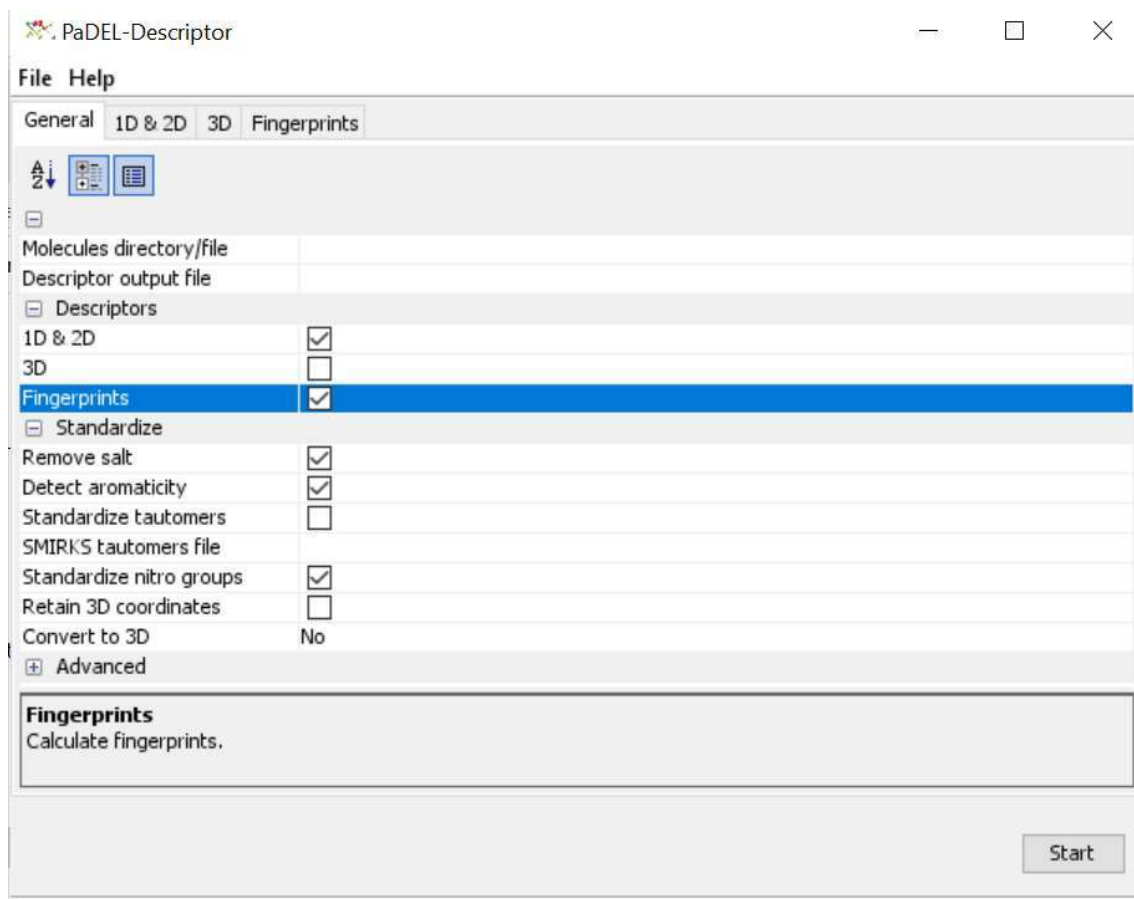 PaDEL-Descriptor
File Help
General 1D & 2D 3D Fingerprints
A
Z
Molecules directory/file
Descriptor output file
Descriptors
1D & 2D
3D
Fingerprints
Standardize
Remove salt
Detect aromaticity
Standardize tautomers
SMIRKS tautomers file
Standardize nitro groups
Retain 3D coordinates
Convert to 3D No
Advanced
Fingerprints
Calculate fingerprints.
Start